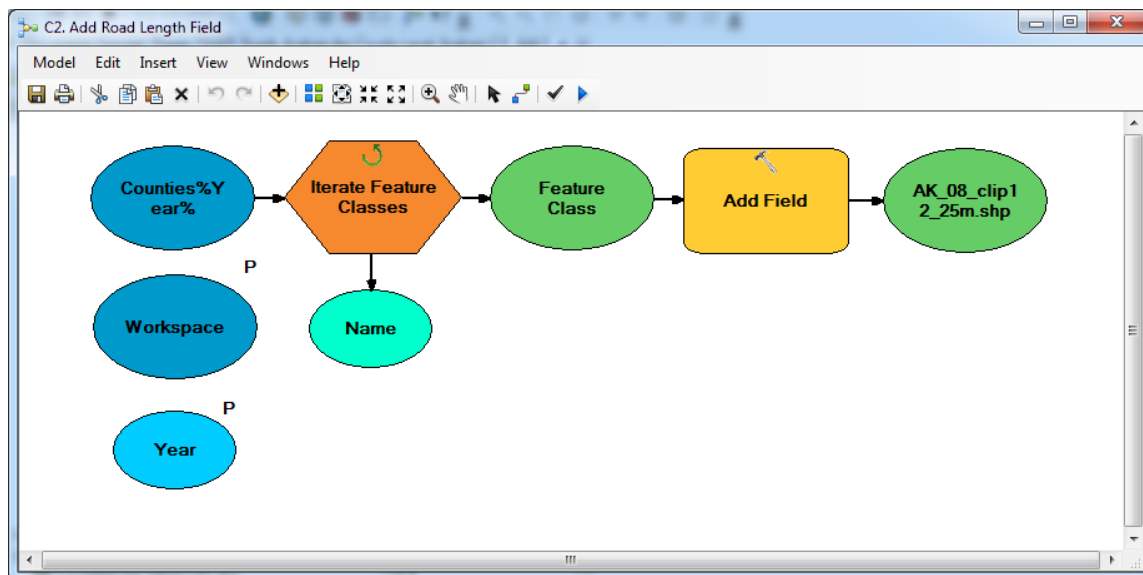 C2. Add Road Length Field
Model Edit Insert View Windows Help
Counties%Y
ear%
Iterate Feature
Classes
Feature
Class
Add Field
AK_08_clip1
2_25m.shp
P
Workspace
Name
P
Year